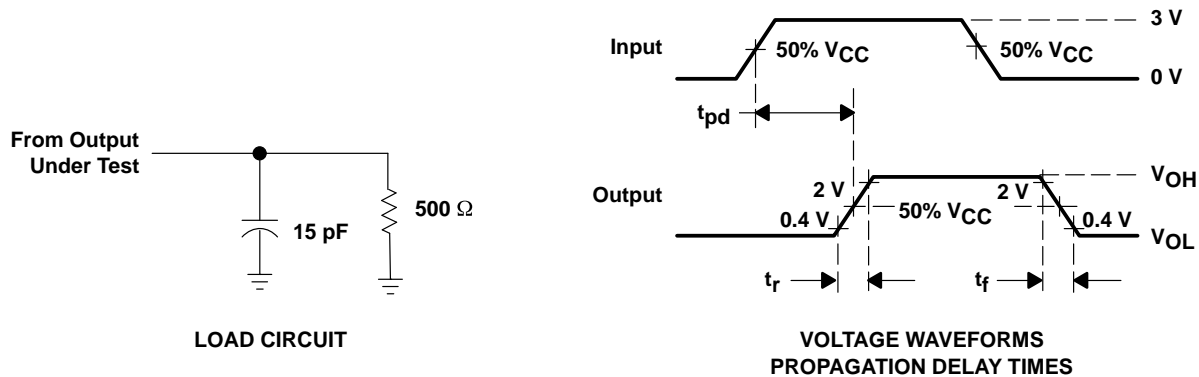 From Output
Under Test
15 pF
500 Ω
LOAD CIRCUIT
3 V
Input
50% VCC
50% VCC
0 V
tpd
VOH
Output
2 V
2 V
50% VCC
0.4 V
0.4 V
VOL
tr
tf
VOLTAGE WAVEFORMS
PROPAGATION DELAY TIMES